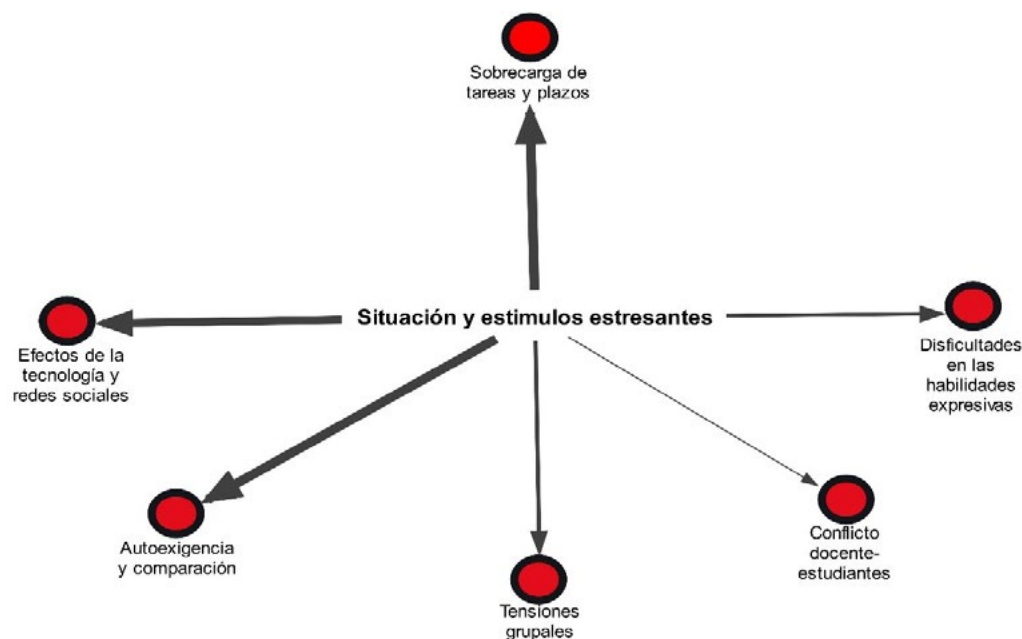 Sobrecarga de
tareas y plazos
Situación y estimulos estresantes
Efectos de la
tecnología y
redes sociales
Disficultades
en las
habilidades
expresivas
Autoexigencia
y comparación
Conflicto
docente-
estudiantes
Tensiones
grupales